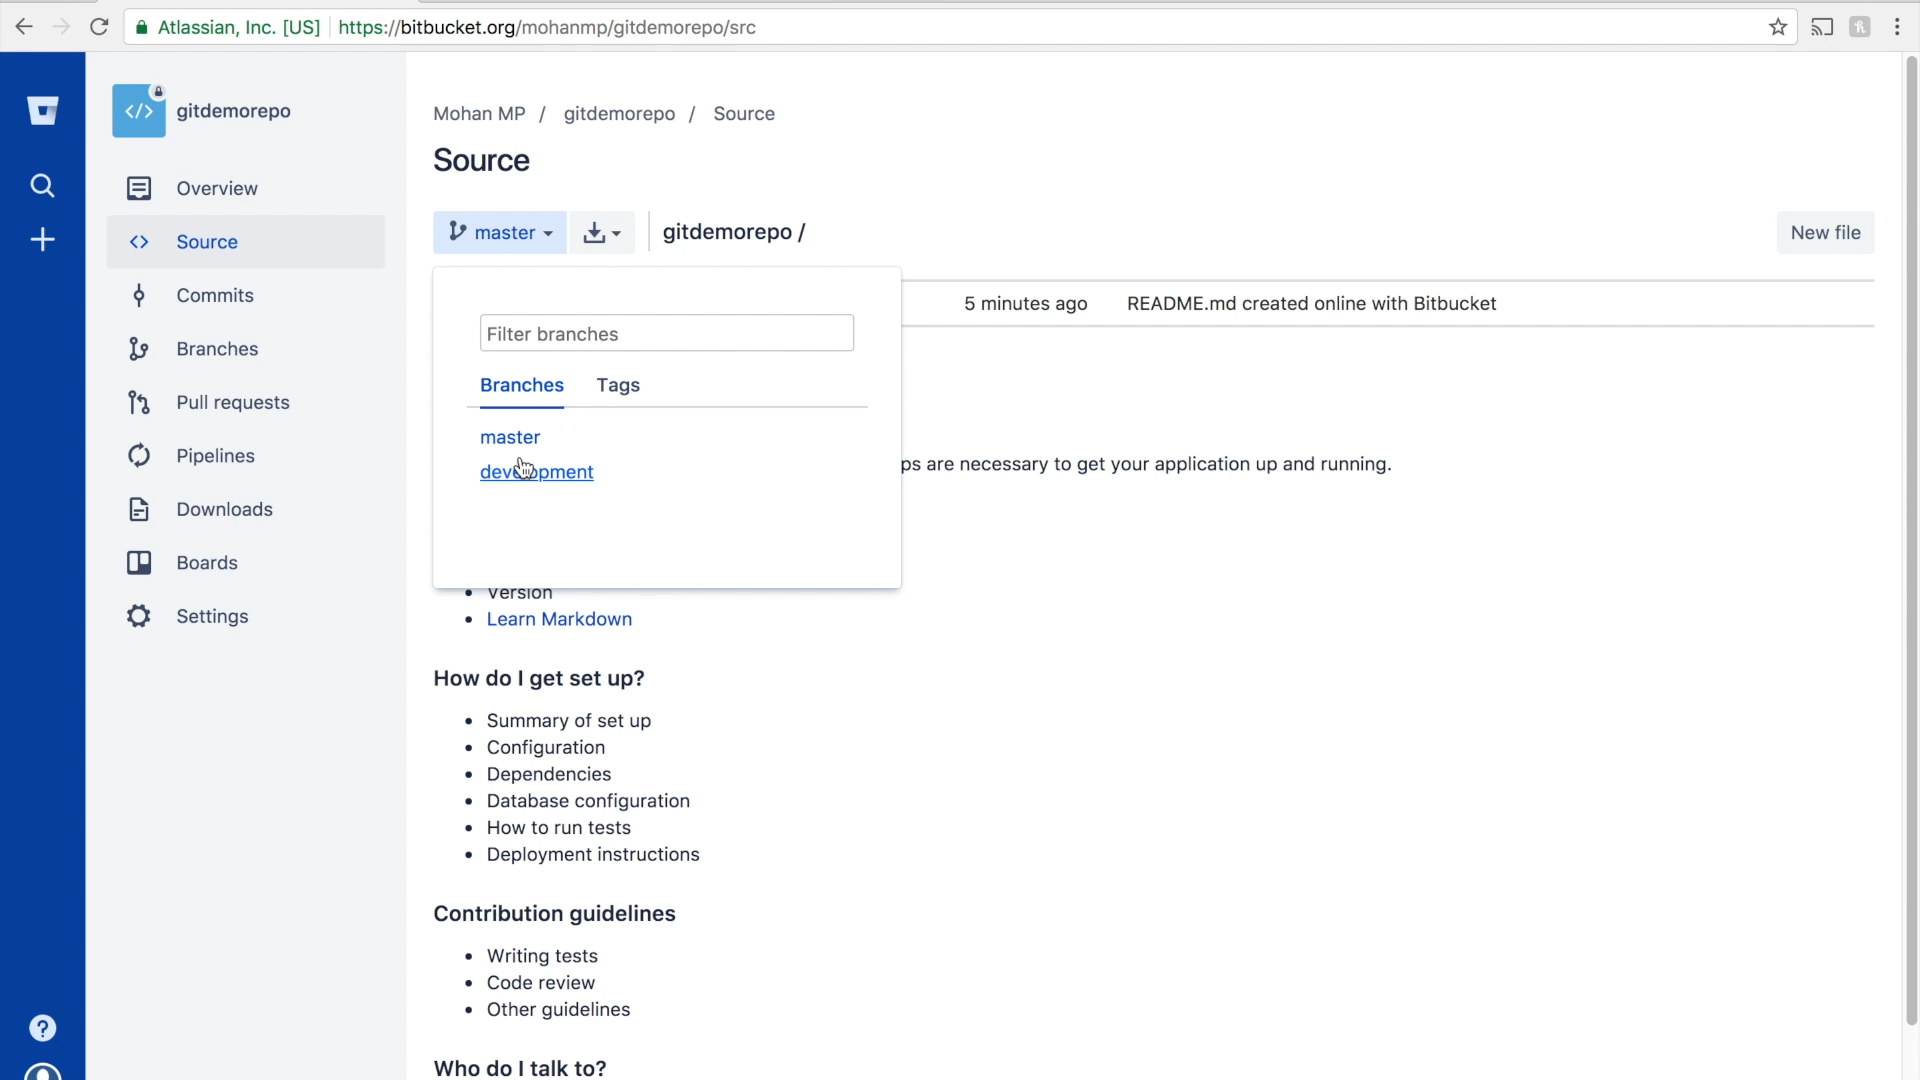 Atlassian, Inc. [US] https://bitbucket.org/mohanmp/gitdemorepo/src
gitdemorepo
Overview
Source
Commits
Branches
Pull requests
Pipelines
Downloads
Boards
Settings
Mohan MP / gitdemorepo / Source
Source
master
gitdemorepo /
New file
5 minutes ago README.md created online with Bitbucket
Filter branches
Branches Tags
master
development
ps are necessary to get your application up and running.
Version
Learn Markdown
How do I get set up?
Summary of set up
Configuration
Dependencies
Database configuration
How to run tests
Deployment instructions
Contribution guidelines
Writing tests
Code review
Other guidelines
Who do I talk to?